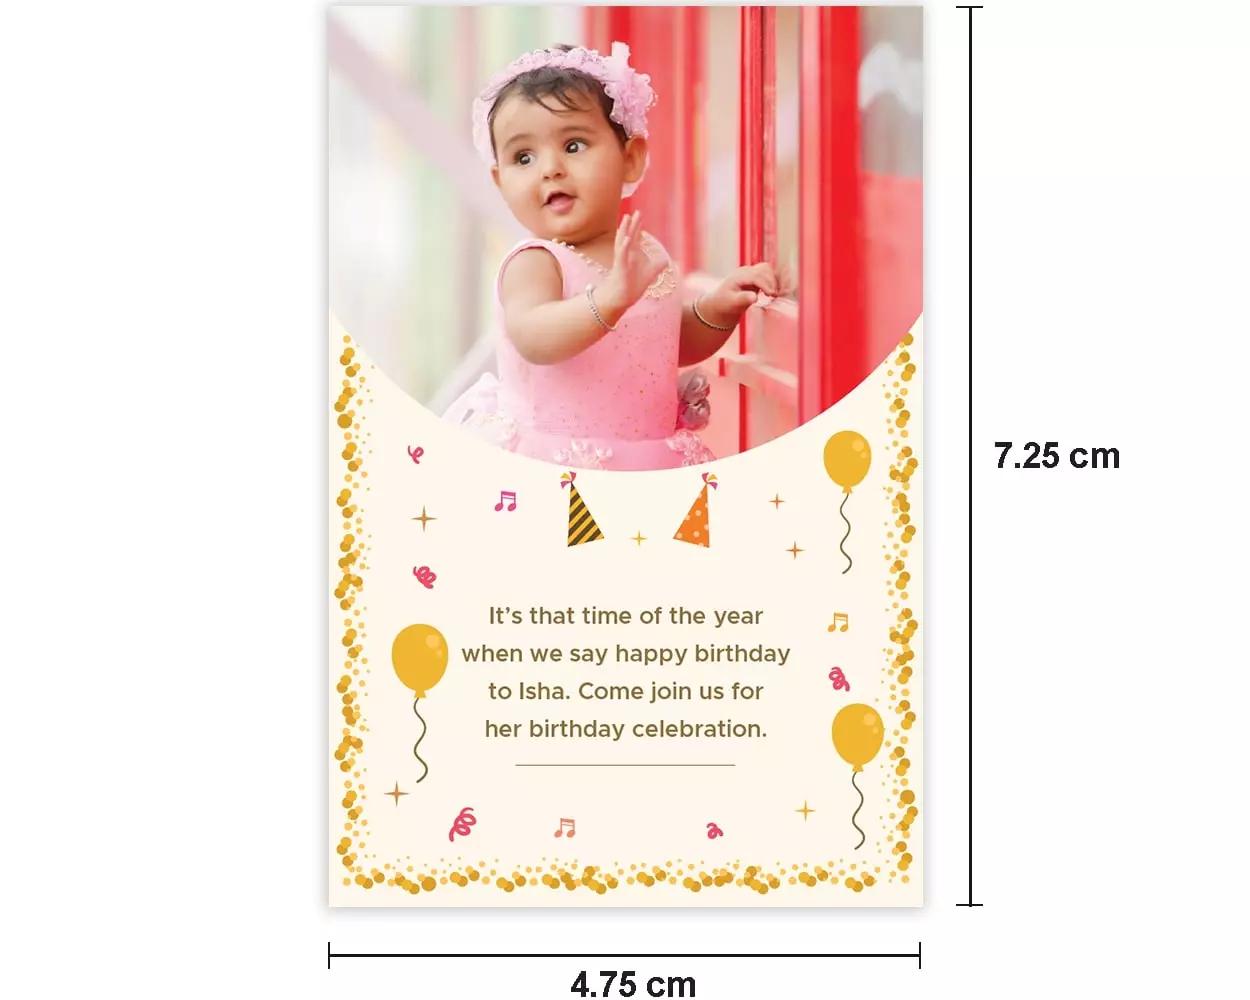 It’s that time of the year
when we say happy birthday
to Isha. Come join us for
her birthday celebration.
7.25 cm
4.75 cm